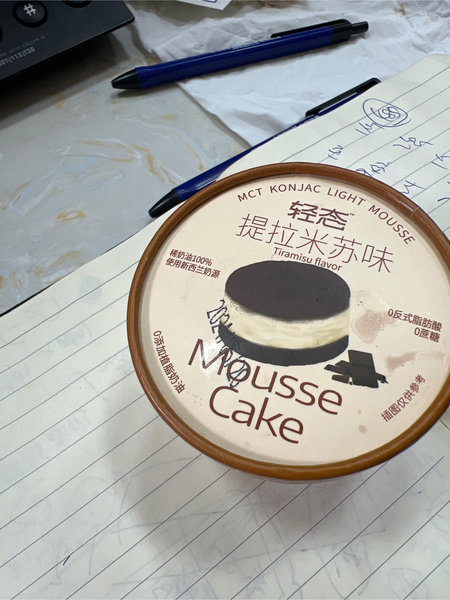 MCT KONJAC LIGHT MOUSSE
轻态
提拉米苏味
Tiramisu flavor
稀奶油100%
使用新西兰奶源
0反式脂肪酸
0蔗糖
Mousse
Cake
0添加植脂奶油
插图仅供参考